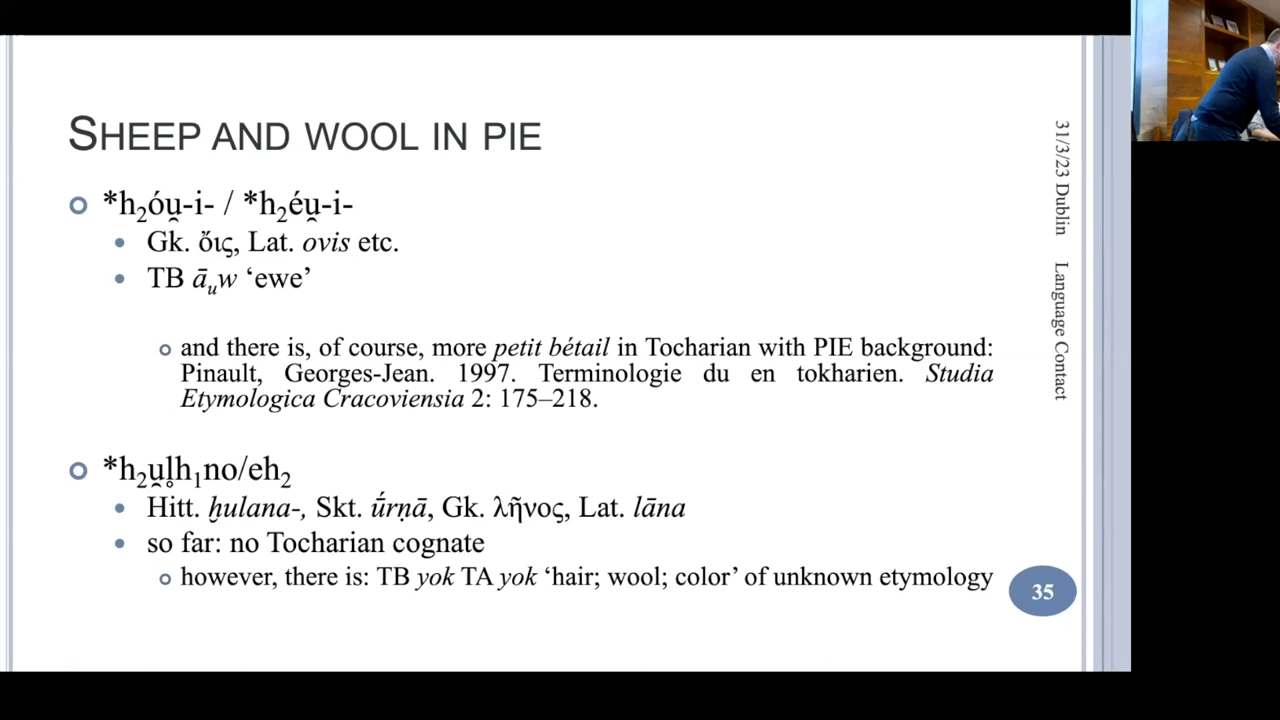 SHEEP AND WOOL IN PIE
*h₂óu̯-i- / *h₂éu̯-i-
Gk. ὄις, Lat. ovis etc.
TB āᵤw ‘ewe’
and there is, of course, more petit bétail in Tocharian with PIE background:
Pinault, Georges-Jean. 1997. Terminologie du en tokharien. Studia
Etymologica Cracoviensia 2: 175–218.
*h₂u̯l̥h₁no/eh₂
Hitt. ḫulana-, Skt. ū́rṇā, Gk. λῆνος, Lat. lāna
so far: no Tocharian cognate
however, there is: TB yok TA yok ‘hair; wool; color’ of unknown etymology
35
31/3/23 Dublin Language Contact